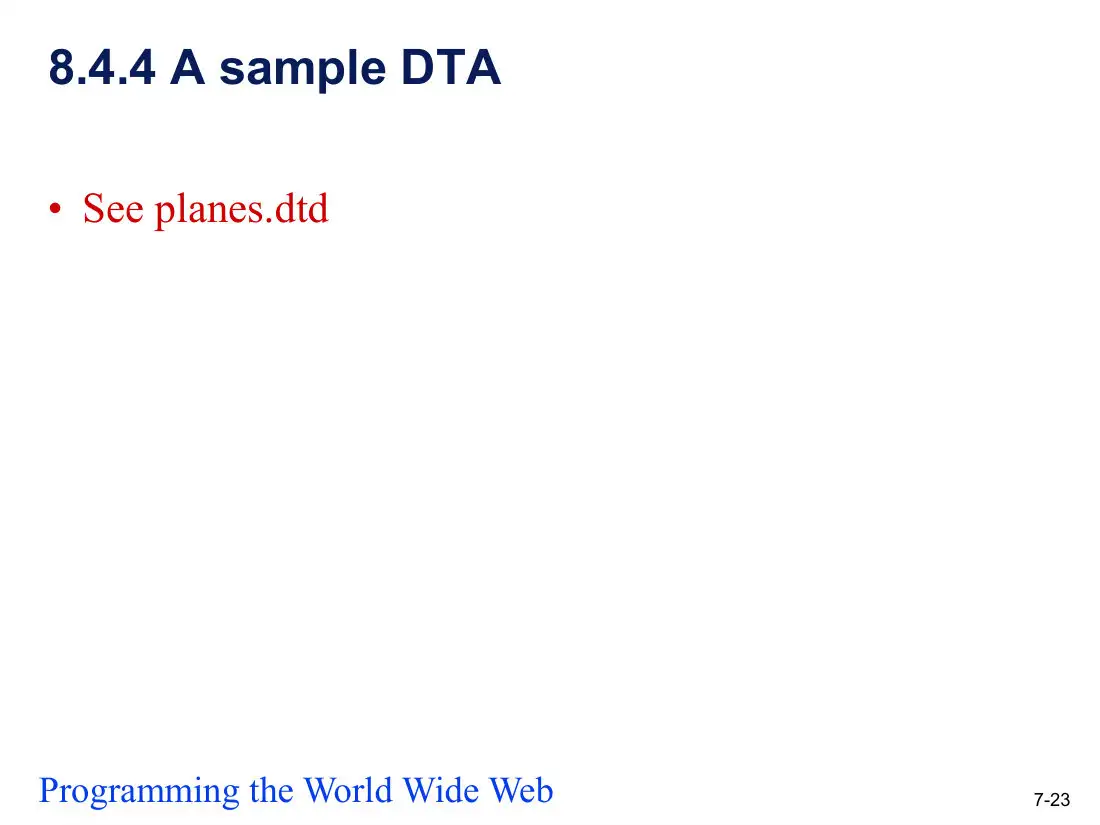 8.4.4 A sample DTA
• See planes.dtd
Programming the World Wide Web
7-23